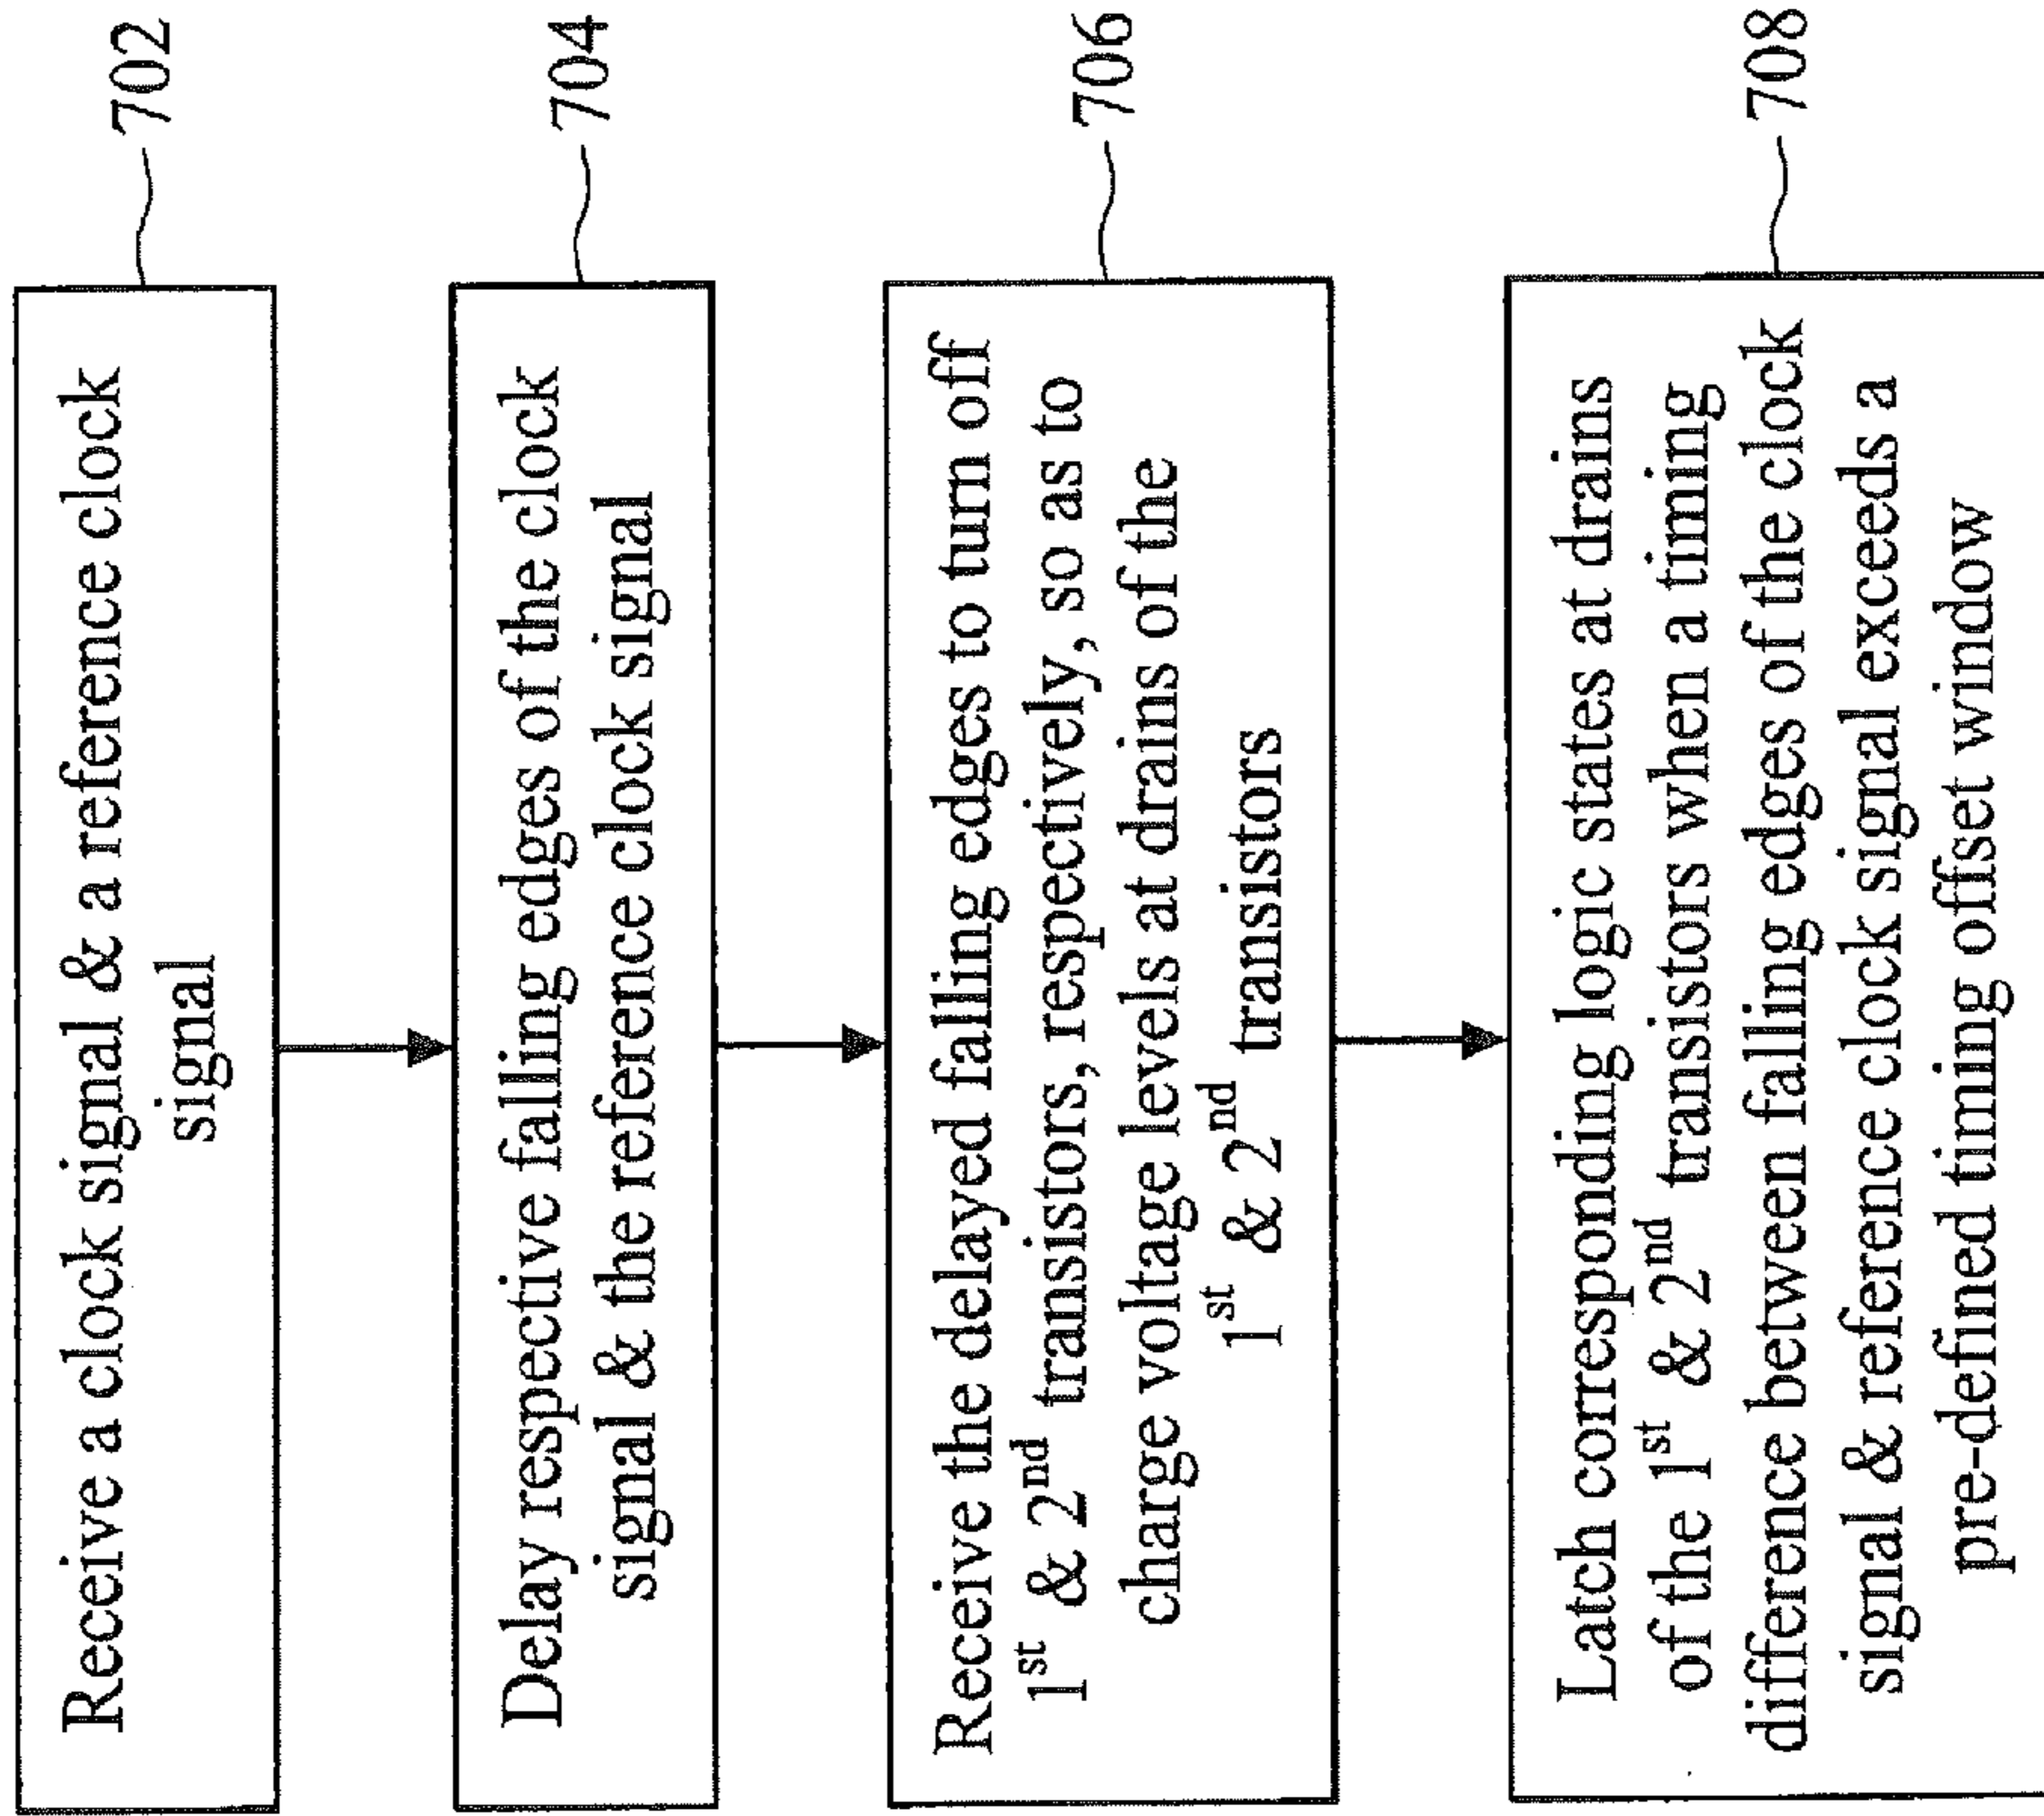 Receive a clock signal & a reference clock
signal
702
Delay respective falling edges of the clock
signal & the reference clock signal
704
Receive the delayed falling edges to turn off
1st & 2nd transistors, respectively, so as to
charge voltage levels at drains of the
1st & 2nd transistors
706
Latch corresponding logic states at drains
of the 1st & 2nd transistors when a timing
difference between falling edges of the clock
signal & reference clock signal exceeds a
pre-defined timing offset window
708